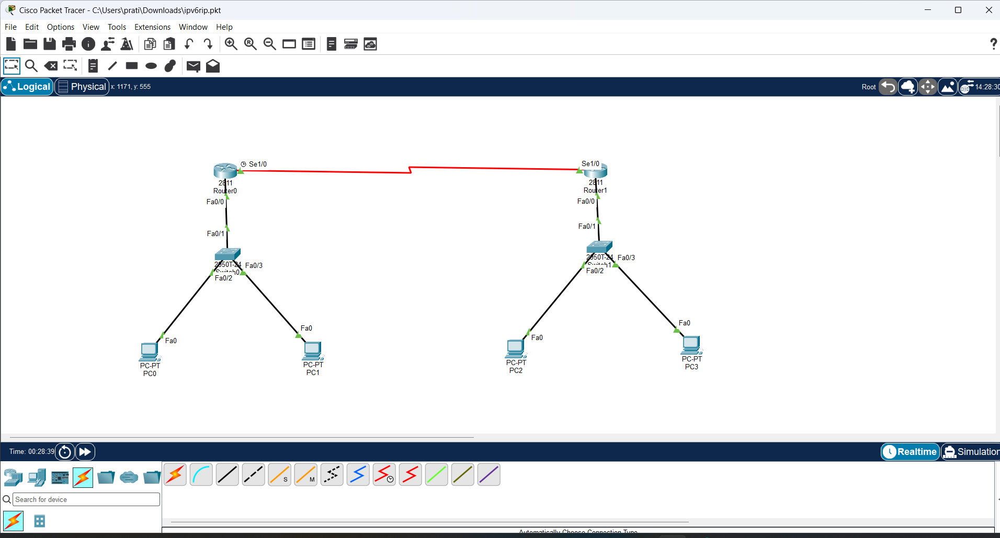 Cisco Packet Tracer - C:\Users\prati\Downloads\ipv6rip.pkt
File Edit Options View Tools Extensions Window Help
Logical Physical x: 1171, y: 555 Root 14:28:30
Se1/0 Se1/0
2811 2811
Router0 Router1
Fa0/0 Fa0/0
Fa0/1 Fa0/1
2950T-24 Fa0/3 2950T-24 Fa0/3
Switch0 Switch1
Fa0/2 Fa0/2
Fa0 Fa0 Fa0 Fa0
PC-PT PC-PT PC-PT PC-PT
PC0 PC1 PC2 PC3
Time: 00:28:39 Realtime Simulation
S M
Search for device
Automatically Choose Connection Type